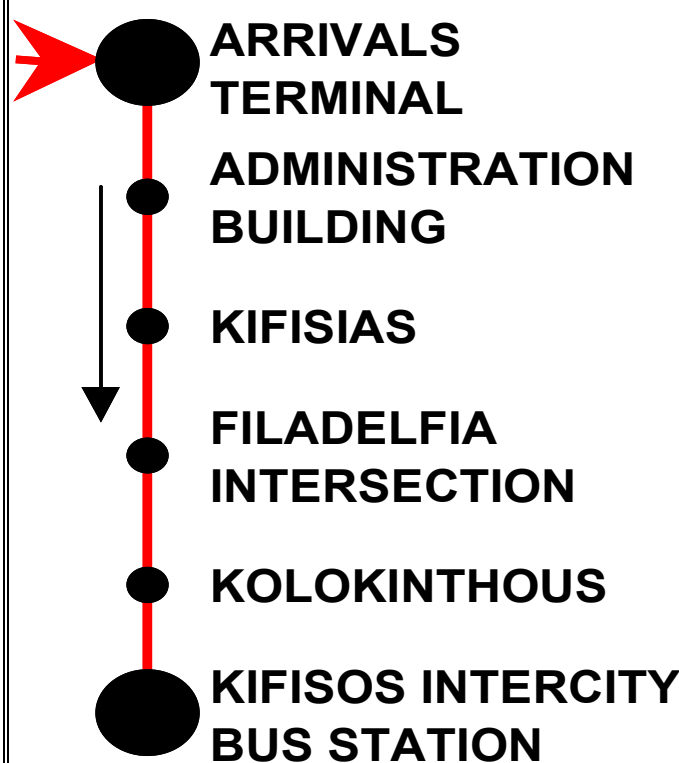 ARRIVALS
TERMINAL
ADMINISTRATION
BUILDING
KIFISIAS
FILADELFIA
INTERSECTION
KOLOKINTHOUS
KIFISOS INTERCITY
BUS STATION